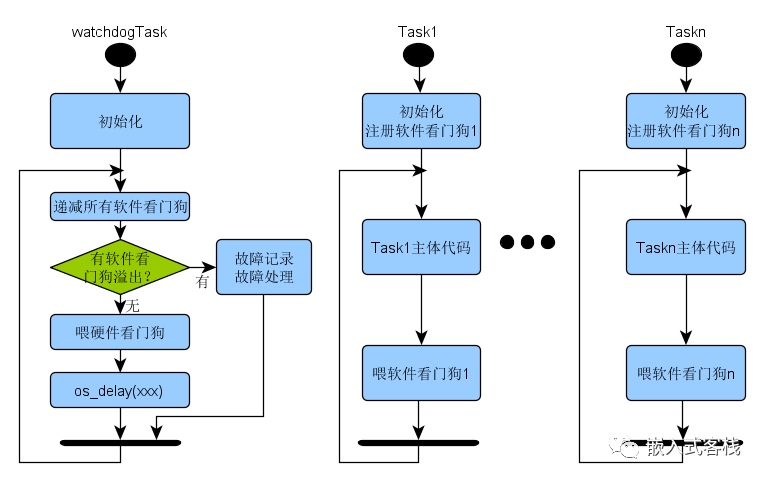 watchdogTask
初始化
递减所有软件看门狗
有软件看
门狗溢出？
有
无
故障记录
故障处理
喂硬件看门狗
os_delay(xxx)
Task1
初始化
注册软件看门狗1
Task1主体代码
喂软件看门狗1
Taskn
初始化
注册软件看门狗n
Taskn主体代码
喂软件看门狗n
嵌入式客栈